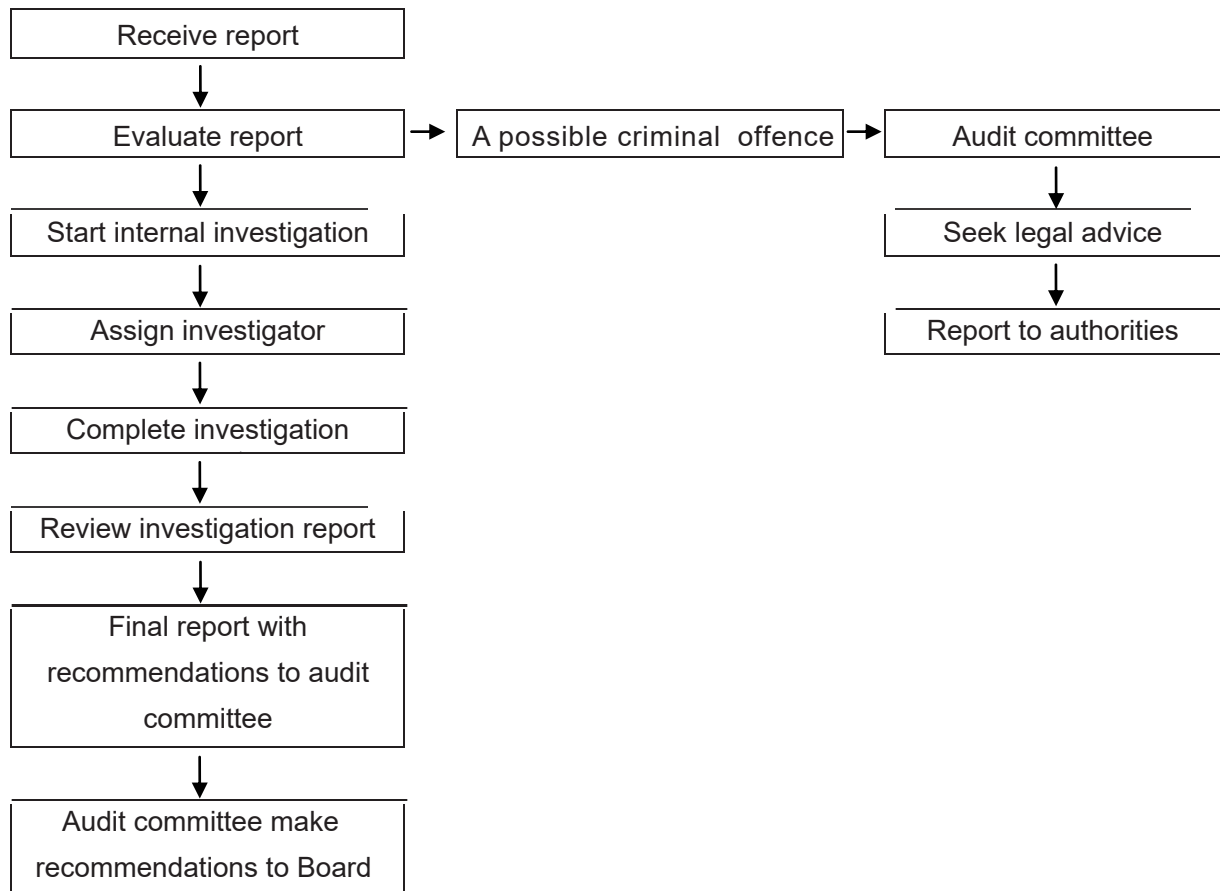 Receive report
Evaluate report
A possible criminal offence
Audit committee
Start internal investigation
Seek legal advice
Assign investigator
Report to authorities
Complete investigation
Review investigation report
Final report with
recommendations to audit
committee
Audit committee make
recommendations to Board